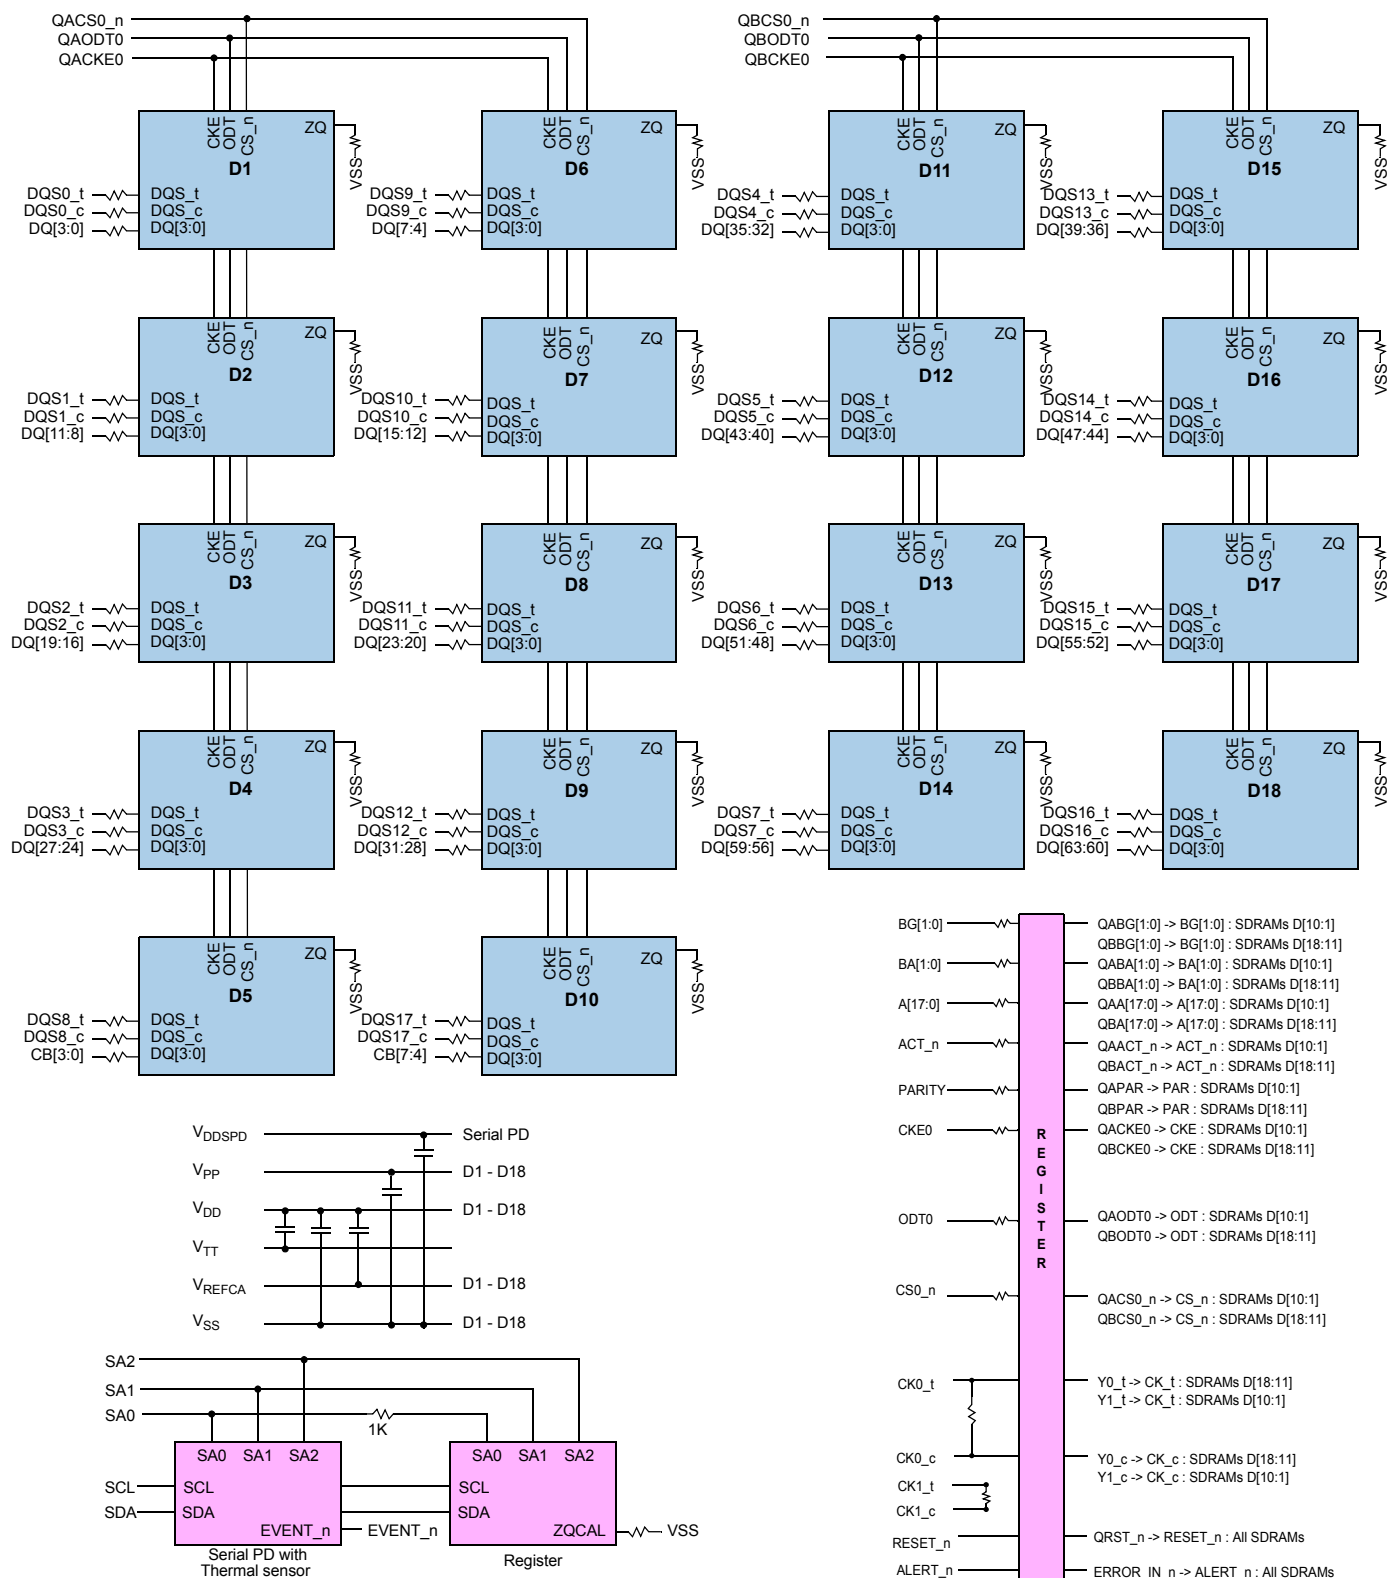 QACS0_n
QAODT0
QACKE0
QBCS0_n
QBODT0
QBCKE0
CKE
ODT
CS_n
ZQ
VSS
D1
DQS0_t
DQS0_c
DQ[3:0]
DQS_t
DQS_c
DQ[3:0]
CKE
ODT
CS_n
ZQ
VSS
D6
DQS9_t
DQS9_c
DQ[7:4]
DQS_t
DQS_c
DQ[3:0]
CKE
ODT
CS_n
ZQ
VSS
D11
DQS4_t
DQS4_c
DQ[35:32]
DQS_t
DQS_c
DQ[3:0]
CKE
ODT
CS_n
ZQ
VSS
D15
DQS13_t
DQS13_c
DQ[39:36]
DQS_t
DQS_c
DQ[3:0]
CKE
ODT
CS_n
ZQ
VSS
D2
DQS1_t
DQS1_c
DQ[11:8]
DQS_t
DQS_c
DQ[3:0]
CKE
ODT
CS_n
ZQ
VSS
D7
DQS10_t
DQS10_c
DQ[15:12]
DQS_t
DQS_c
DQ[3:0]
CKE
ODT
CS_n
ZQ
VSS
D12
DQS5_t
DQS5_c
DQ[43:40]
DQS_t
DQS_c
DQ[3:0]
CKE
ODT
CS_n
ZQ
VSS
D16
DQS14_t
DQS14_c
DQ[47:44]
DQS_t
DQS_c
DQ[3:0]
CKE
ODT
CS_n
ZQ
VSS
D3
DQS2_t
DQS2_c
DQ[19:16]
DQS_t
DQS_c
DQ[3:0]
CKE
ODT
CS_n
ZQ
VSS
D8
DQS11_t
DQS11_c
DQ[23:20]
DQS_t
DQS_c
DQ[3:0]
CKE
ODT
CS_n
ZQ
VSS
D13
DQS6_t
DQS6_c
DQ[51:48]
DQS_t
DQS_c
DQ[3:0]
CKE
ODT
CS_n
ZQ
VSS
D17
DQS15_t
DQS15_c
DQ[55:52]
DQS_t
DQS_c
DQ[3:0]
CKE
ODT
CS_n
ZQ
VSS
D4
DQS3_t
DQS3_c
DQ[27:24]
DQS_t
DQS_c
DQ[3:0]
CKE
ODT
CS_n
ZQ
VSS
D9
DQS12_t
DQS12_c
DQ[31:28]
DQS_t
DQS_c
DQ[3:0]
CKE
ODT
CS_n
ZQ
VSS
D14
DQS7_t
DQS7_c
DQ[59:56]
DQS_t
DQS_c
DQ[3:0]
CKE
ODT
CS_n
ZQ
VSS
D18
DQS16_t
DQS16_c
DQ[63:60]
DQS_t
DQS_c
DQ[3:0]
CKE
ODT
CS_n
ZQ
VSS
D5
DQS8_t
DQS8_c
CB[3:0]
DQS_t
DQS_c
DQ[3:0]
CKE
ODT
CS_n
ZQ
VSS
D10
DQS17_t
DQS17_c
CB[7:4]
DQS_t
DQS_c
DQ[3:0]
VDDSPD Serial PD
VPP D1 - D18
VDD D1 - D18
VTT
VREFCA D1 - D18
VSS D1 - D18
SA2
SA1
SA0
1K
SA0 SA1 SA2
SCL
SCL
SDA
SDA
EVENT_n
EVENT_n
Serial PD with
Thermal sensor
SA0 SA1 SA2
SCL
SDA
ZQCAL
VSS
Register
REGISTER
BG[1:0]
QABG[1:0] -> BG[1:0] : SDRAMs D[10:1]
QBBG[1:0] -> BG[1:0] : SDRAMs D[18:11]
BA[1:0]
QABA[1:0] -> BA[1:0] : SDRAMs D[10:1]
QBBA[1:0] -> BA[1:0] : SDRAMs D[18:11]
A[17:0]
QAA[17:0] -> A[17:0] : SDRAMs D[10:1]
QBA[17:0] -> A[17:0] : SDRAMs D[18:11]
ACT_n
QAACT_n -> ACT_n : SDRAMs D[10:1]
QBACT_n -> ACT_n : SDRAMs D[18:11]
PARITY
QAPAR -> PAR : SDRAMs D[10:1]
QBPAR -> PAR : SDRAMs D[18:11]
CKE0
QACKE0 -> CKE : SDRAMs D[10:1]
QBCKE0 -> CKE : SDRAMs D[18:11]
ODT0
QAODT0 -> ODT : SDRAMs D[10:1]
QBODT0 -> ODT : SDRAMs D[18:11]
CS0_n
QACS0_n -> CS_n : SDRAMs D[10:1]
QBCS0_n -> CS_n : SDRAMs D[18:11]
CK0_t
Y0_t -> CK_t : SDRAMs D[18:11]
Y1_t -> CK_t : SDRAMs D[10:1]
CK0_c
Y0_c -> CK_c : SDRAMs D[18:11]
Y1_c -> CK_c : SDRAMs D[10:1]
CK1_t
CK1_c
RESET_n
QRST_n -> RESET_n : All SDRAMs
ALERT_n
ERROR_IN_n -> ALERT_n : All SDRAMs